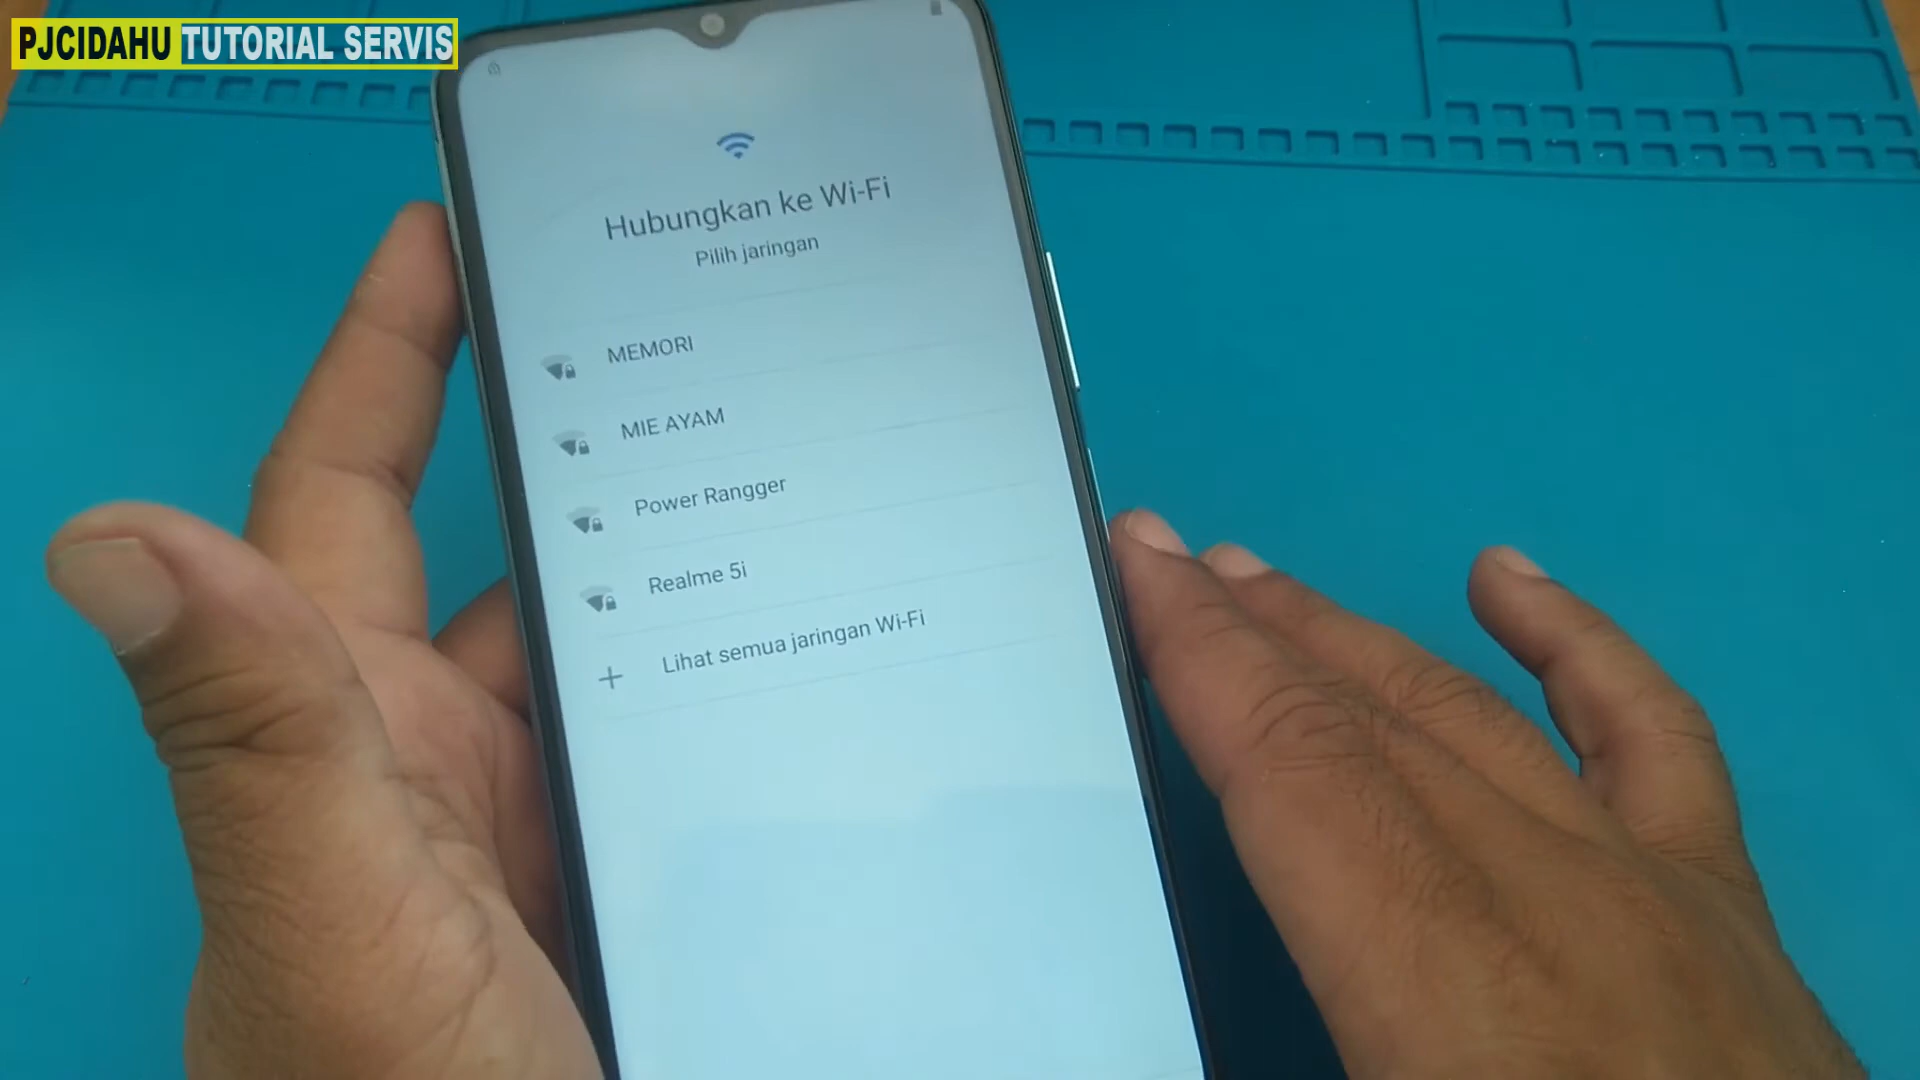 PJCIDAHU TUTORIAL SERVIS
Hubungkan ke Wi-Fi
Pilih jaringan
MEMORI
MIE AYAM
Power Rangger
Realme 5i
Lihat semua jaringan Wi-Fi